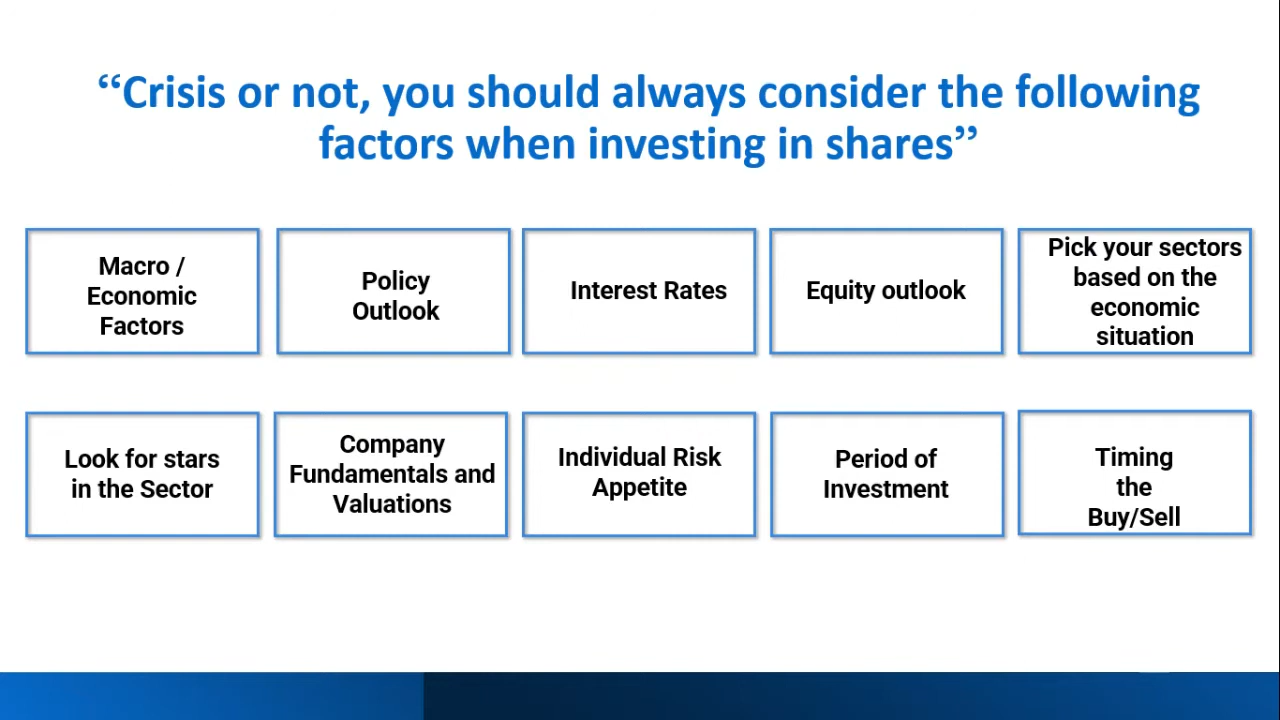 “Crisis or not, you should always consider the following
factors when investing in shares”
Macro /
Economic
Factors
Policy
Outlook
Interest Rates
Equity outlook
Pick your sectors
based on the
economic
situation
Look for stars
in the Sector
Company
Fundamentals and
Valuations
Individual Risk
Appetite
Period of
Investment
Timing
the
Buy/Sell